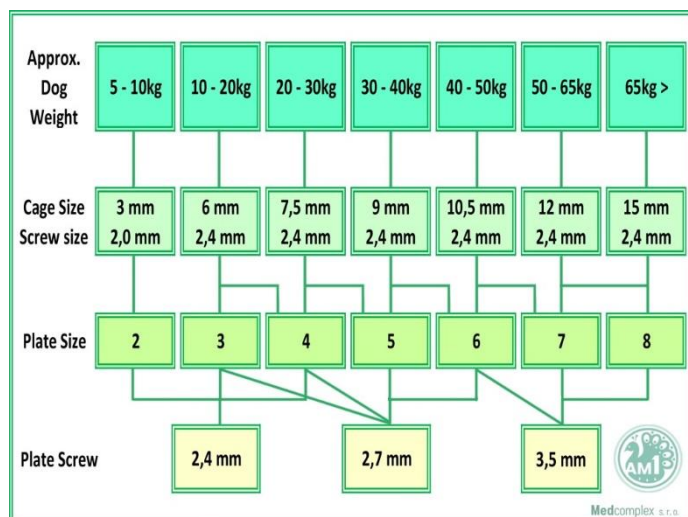 Approx.
Dog
Weight
5 - 10kg
10 - 20kg
20 - 30kg
30 - 40kg
40 - 50kg
50 - 65kg
65kg >
Cage Size
Screw size
3 mm
2,0 mm
6 mm
2,4 mm
7,5 mm
2,4 mm
9 mm
2,4 mm
10,5 mm
2,4 mm
12 mm
2,4 mm
15 mm
2,4 mm
Plate Size
2
3
4
5
6
7
8
Plate Screw
2,4 mm
2,7 mm
3,5 mm
AM1
Medcomplex s.r.o.